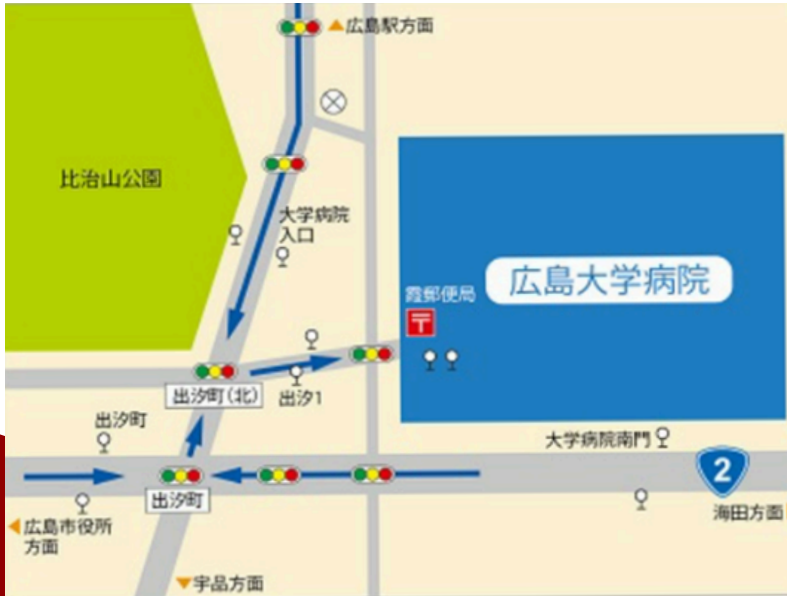 広島駅方面
比治山公園
大学病院
入口
広島大学病院
霞郵便局
〒
出汐町(北)
出汐1
出汐町
大学病院南門
2
出汐町
海田方面
広島市役所
方面
宇品方面